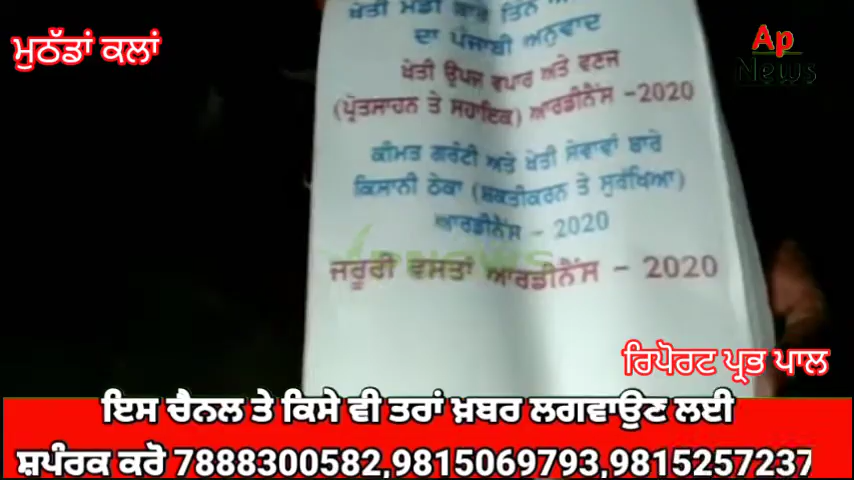 ਮੁਠੱਡਾਂ ਕਲਾਂ
Ap
News
ਖੇਤੀ ਮੰਡੀ ਬਾਰੇ ਤਿੰਨ
ਦਾ ਪੰਜਾਬੀ ਅਨੁਵਾਦ
ਖੇਤੀ ਉਪਜ ਵਪਾਰ ਅਤੇ ਵਣਜ
(ਪ੍ਰੋਤਸਾਹਨ ਤੇ ਸਹਾਇਕ) ਆਰਡੀਨੈਂਸ -2020
ਕੀਮਤ ਗਰੰਟੀ ਅਤੇ ਖੇਤੀ ਸੇਵਾਵਾਂ ਬਾਰੇ
ਕਿਸਾਨੀ ਠੇਕਾ (ਸ਼ਕਤੀਕਰਨ ਤੇ ਸੁਰੱਖਿਆ)
ਆਰਡੀਨੈਂਸ - 2020
ਜਰੂਰੀ ਵਸਤਾਂ ਆਰਡੀਨੈਂਸ - 2020
ਰਿਪੋਰਟ ਪ੍ਰਭ ਪਾਲ
ਇਸ ਚੈਨਲ ਤੇ ਕਿਸੇ ਵੀ ਤਰਾਂ ਖ਼ਬਰ ਲਗਵਾਉਣ ਲਈ
ਸ਼ਪੰਰਕ ਕਰੋ 7888300582,9815069793,9815257237